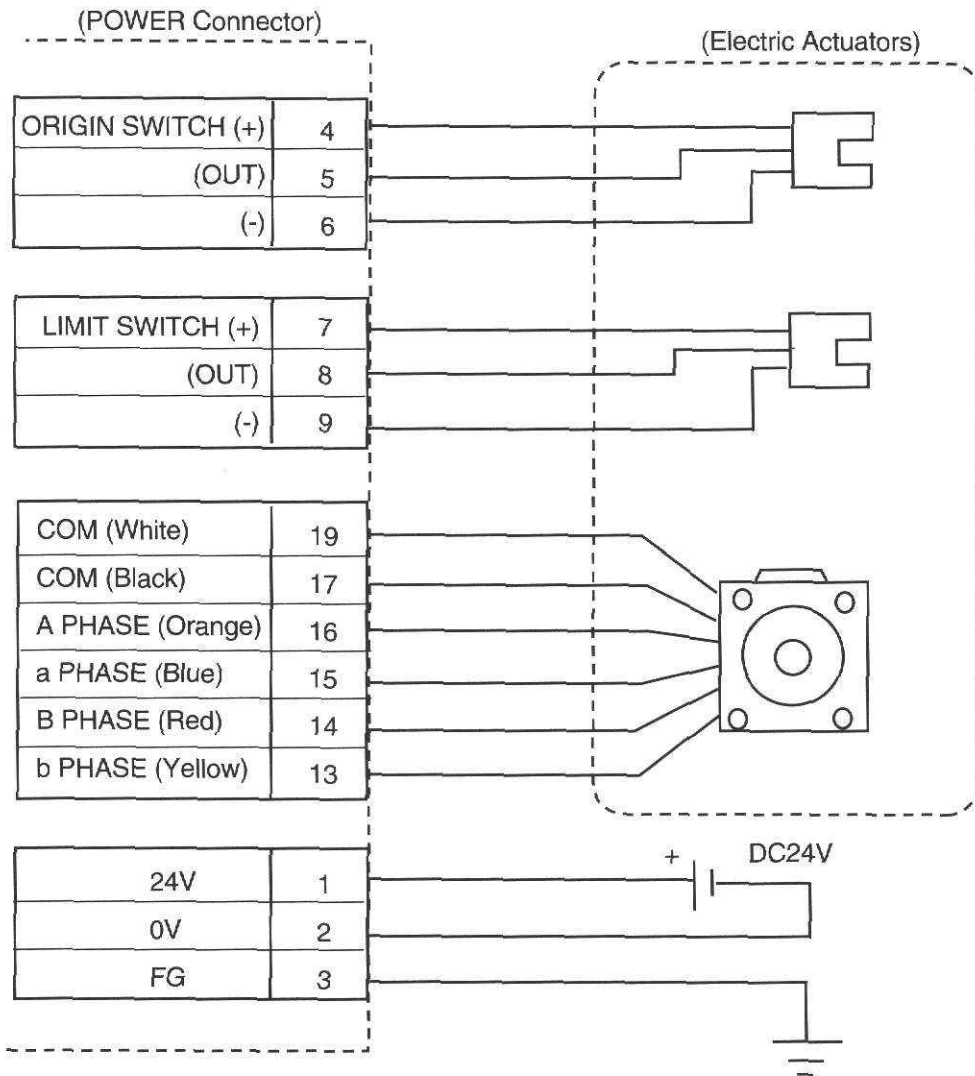 (POWER Connector)
(Electric Actuators)
ORIGIN SWITCH (+) 4
(OUT) 5
(-) 6
LIMIT SWITCH (+) 7
(OUT) 8
(-) 9
COM (White) 19
COM (Black) 17
A PHASE (Orange) 16
a PHASE (Blue) 15
B PHASE (Red) 14
b PHASE (Yellow) 13
+ DC24V
24V 1
0V 2
FG 3